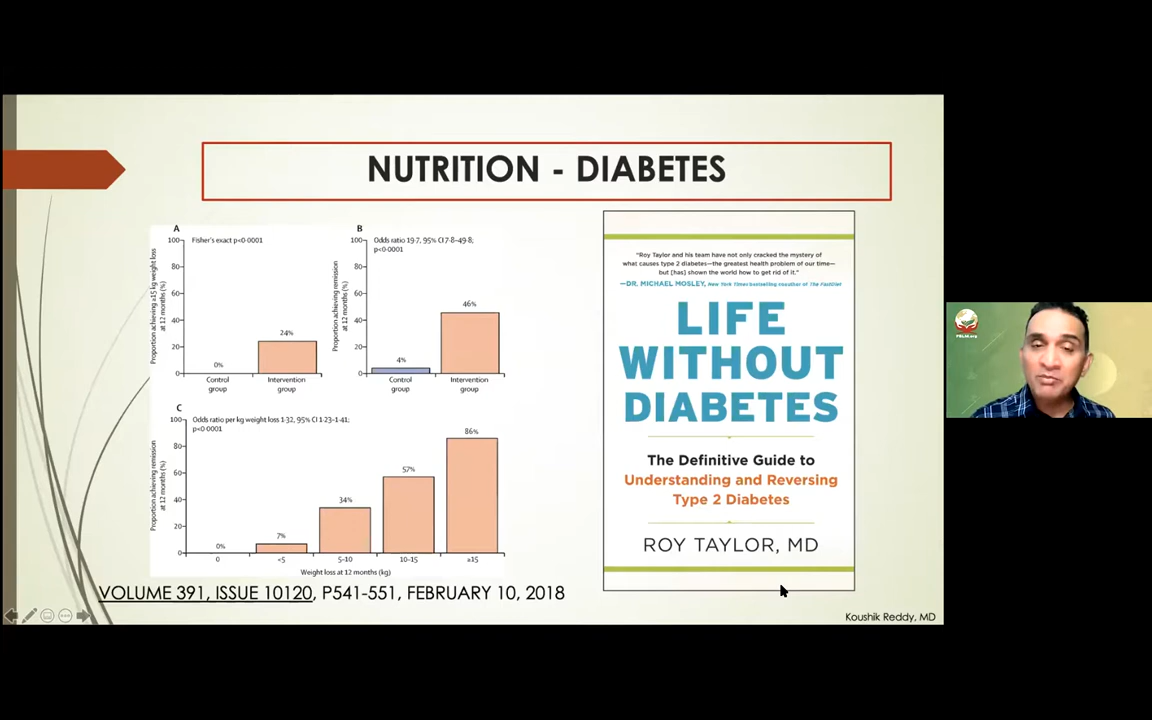 NUTRITION - DIABETES
A
Fisher's exact p<0·0001
Proportion achieving ≥15 kg weight loss
at 12 months (%)
100
80
60
40
20
0
0%
24%
Control
group
Intervention
group
B
Odds ratio 19·7, 95% CI 7·8–49·8;
p<0·0001
Proportion achieving remission
at 12 months (%)
100
80
60
40
20
0
4%
46%
Control
group
Intervention
group
C
Odds ratio per kg weight loss 1·32, 95% CI 1·23–1·41;
p<0·0001
Proportion achieving remission
at 12 months (%)
100
80
60
40
20
0
0%
7%
34%
57%
86%
0
<5
5–10
10–15
≥15
Weight loss at 12 months (kg)
VOLUME 391, ISSUE 10120, P541-551, FEBRUARY 10, 2018
"Roy Taylor and his team have not only cracked the mystery of
what causes type 2 diabetes—the greatest health problem of our time—
but [has] shown the world how to get rid of it."
—DR. MICHAEL MOSLEY, New York Times bestselling coauthor of The FastDiet
LIFE
WITHOUT
DIABETES
The Definitive Guide to
Understanding and Reversing
Type 2 Diabetes
ROY TAYLOR, MD
Koushik Reddy, MD